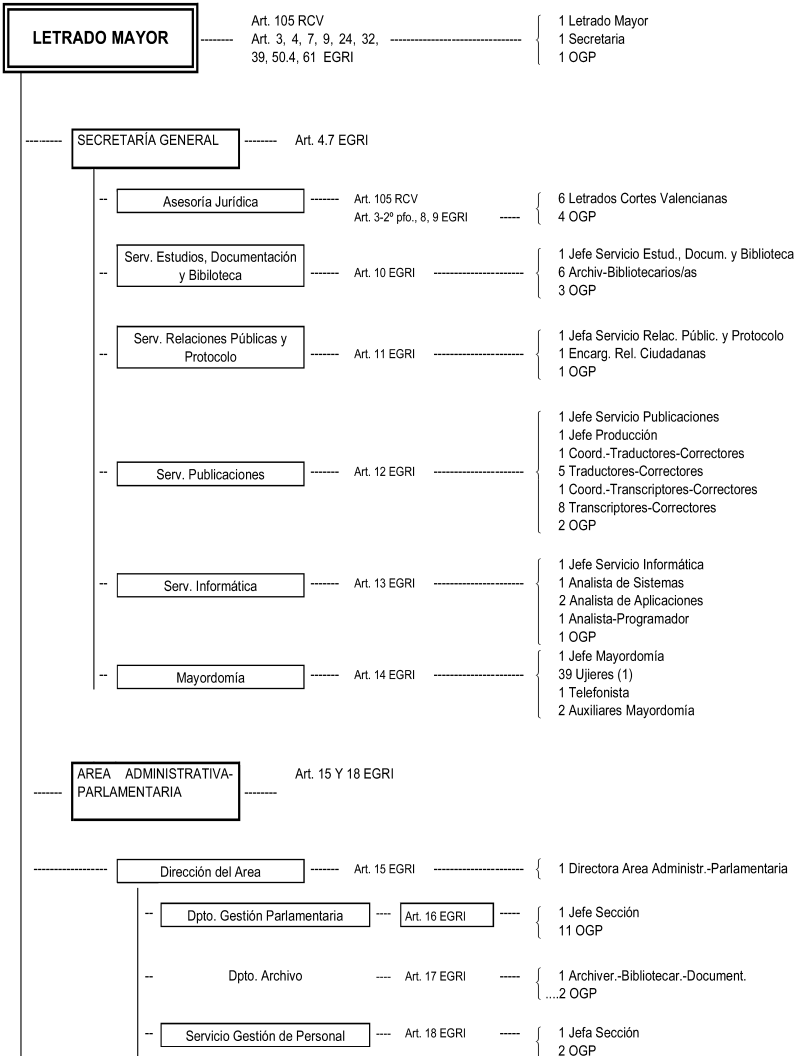 LETRADO MAYOR
Art. 105 RCV
Art. 3, 4, 7, 9, 24, 32,
39, 50.4, 61 EGRI
1 Letrado Mayor
1 Secretaria
1 OGP
SECRETARÍA GENERAL
Art. 4.7 EGRI
Asesoría Jurídica
Art. 105 RCV
Art. 3-2º pfo., 8, 9 EGRI
6 Letrados Cortes Valencianas
4 OGP
Serv. Estudios, Documentación
y Bibiloteca
Art. 10 EGRI
1 Jefe Servicio Estud., Docum. y Biblioteca
6 Archiv-Bibliotecarios/as
3 OGP
Serv. Relaciones Públicas y
Protocolo
Art. 11 EGRI
1 Jefa Servicio Relac. Públic. y Protocolo
1 Encarg. Rel. Ciudadanas
1 OGP
Serv. Publicaciones
Art. 12 EGRI
1 Jefe Servicio Publicaciones
1 Jefe Producción
1 Coord.-Traductores-Correctores
5 Traductores-Correctores
1 Coord.-Transcriptores-Correctores
8 Transcriptores-Correctores
2 OGP
Serv. Informática
Art. 13 EGRI
1 Jefe Servicio Informática
1 Analista de Sistemas
2 Analista de Aplicaciones
1 Analista-Programador
1 OGP
Mayordomía
Art. 14 EGRI
1 Jefe Mayordomía
39 Ujieres (1)
1 Telefonista
2 Auxiliares Mayordomía
AREA ADMINISTRATIVA-
PARLAMENTARIA
Art. 15 Y 18 EGRI
Dirección del Area
Art. 15 EGRI
1 Directora Area Administr.-Parlamentaria
Dpto. Gestión Parlamentaria
Art. 16 EGRI
1 Jefe Sección
11 OGP
Dpto. Archivo
Art. 17 EGRI
1 Archiver.-Bibliotecar.-Document.
....2 OGP
Servicio Gestión de Personal
Art. 18 EGRI
1 Jefa Sección
2 OGP